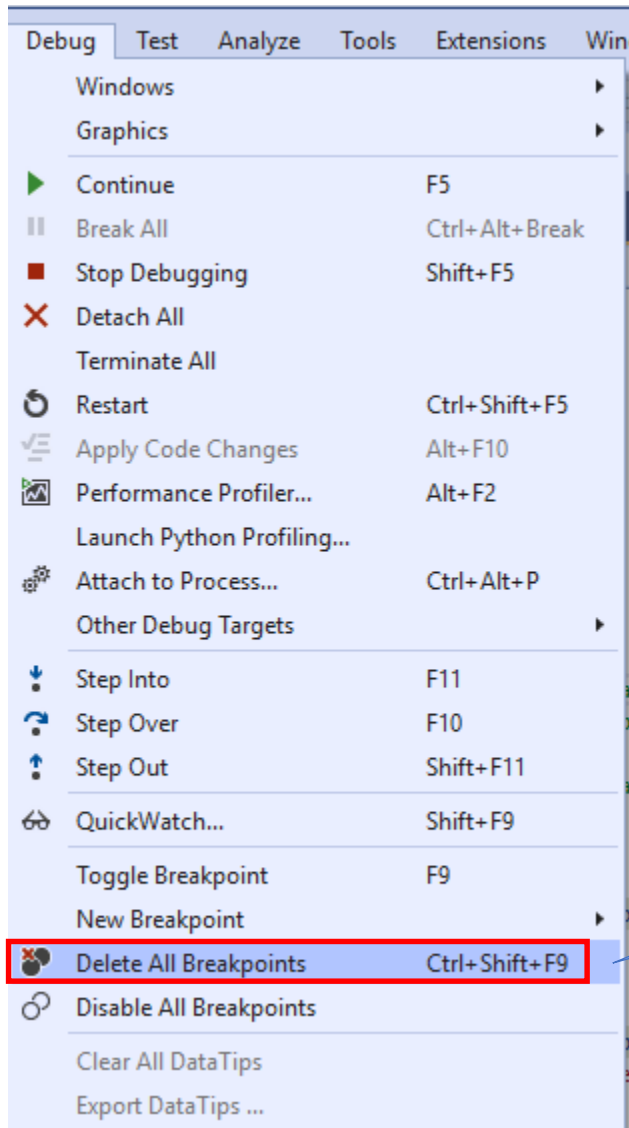 Debug Test Analyze Tools Extensions Win
Windows
Graphics
Continue F5
Break All Ctrl+Alt+Break
Stop Debugging Shift+F5
Detach All
Terminate All
Restart Ctrl+Shift+F5
Apply Code Changes Alt+F10
Performance Profiler... Alt+F2
Launch Python Profiling...
Attach to Process... Ctrl+Alt+P
Other Debug Targets
Step Into F11
Step Over F10
Step Out Shift+F11
QuickWatch... Shift+F9
Toggle Breakpoint F9
New Breakpoint
Delete All Breakpoints Ctrl+Shift+F9
Disable All Breakpoints
Clear All DataTips
Export DataTips ...